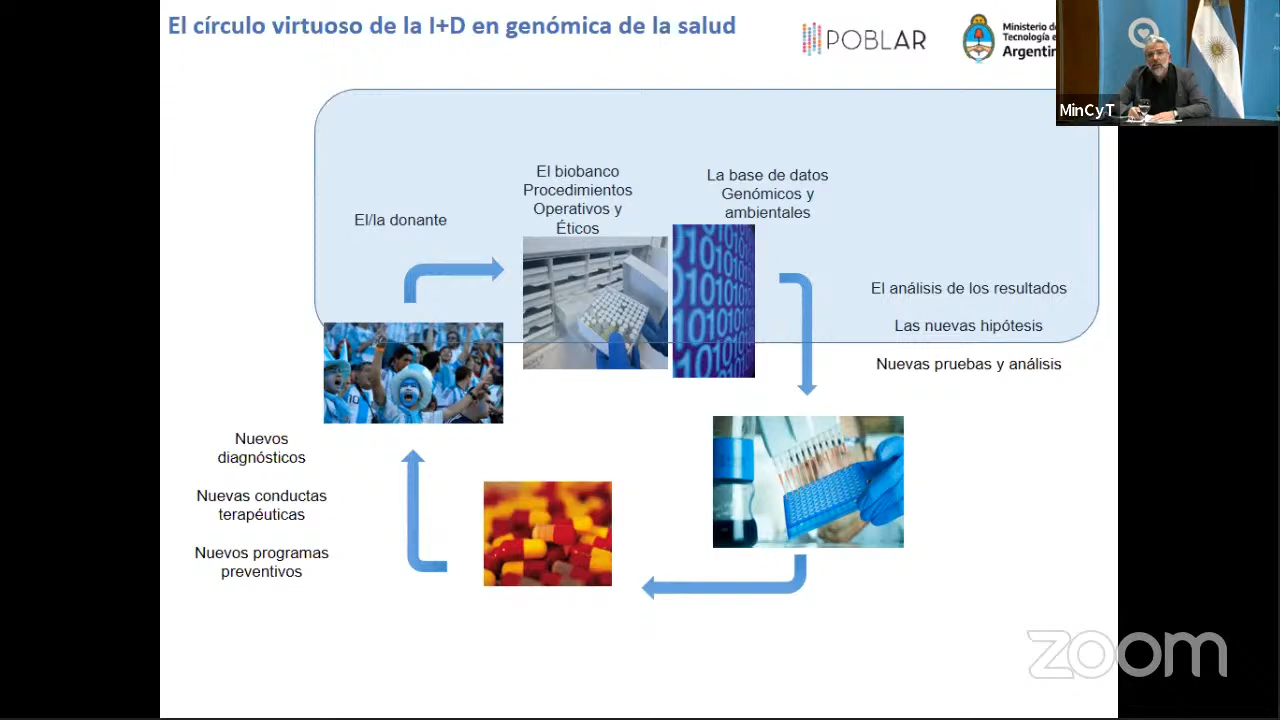 El círculo virtuoso de la I+D en genómica de la salud
POBLAR
Ministerio de
Tecnología e
Argentin
MinCyT
El/la donante
El biobanco
Procedimientos
Operativos y
Éticos
La base de datos
Genómicos y
ambientales
El análisis de los resultados
Las nuevas hipótesis
Nuevas pruebas y análisis
Nuevos
diagnósticos
Nuevas conductas
terapéuticas
Nuevos programas
preventivos
zoom